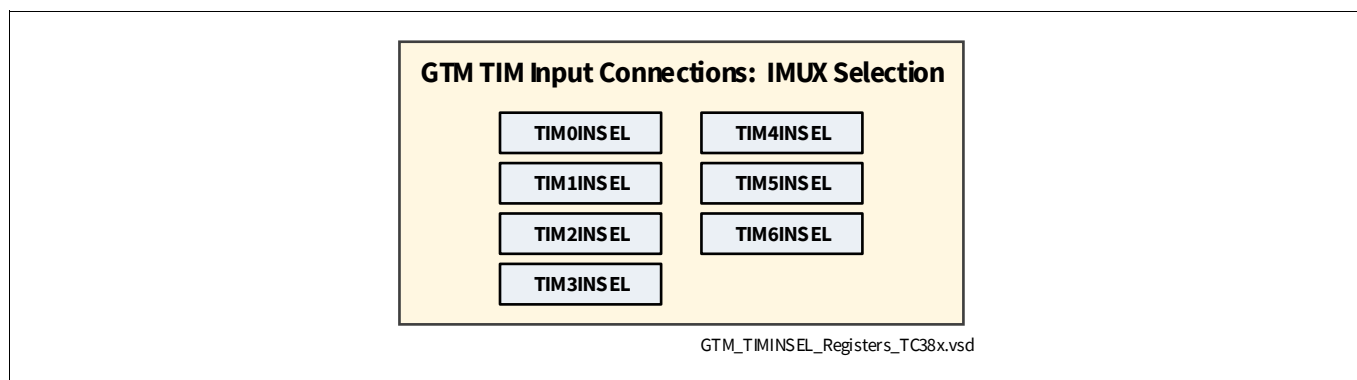 GTM TIM Input Connections: IMUX Selection
TIM0INSEL
TIM4INSEL
TIM1INSEL
TIM5INSEL
TIM2INSEL
TIM6INSEL
TIM3INSEL
GTM_TIMINSEL_Registers_TC38x.vsd